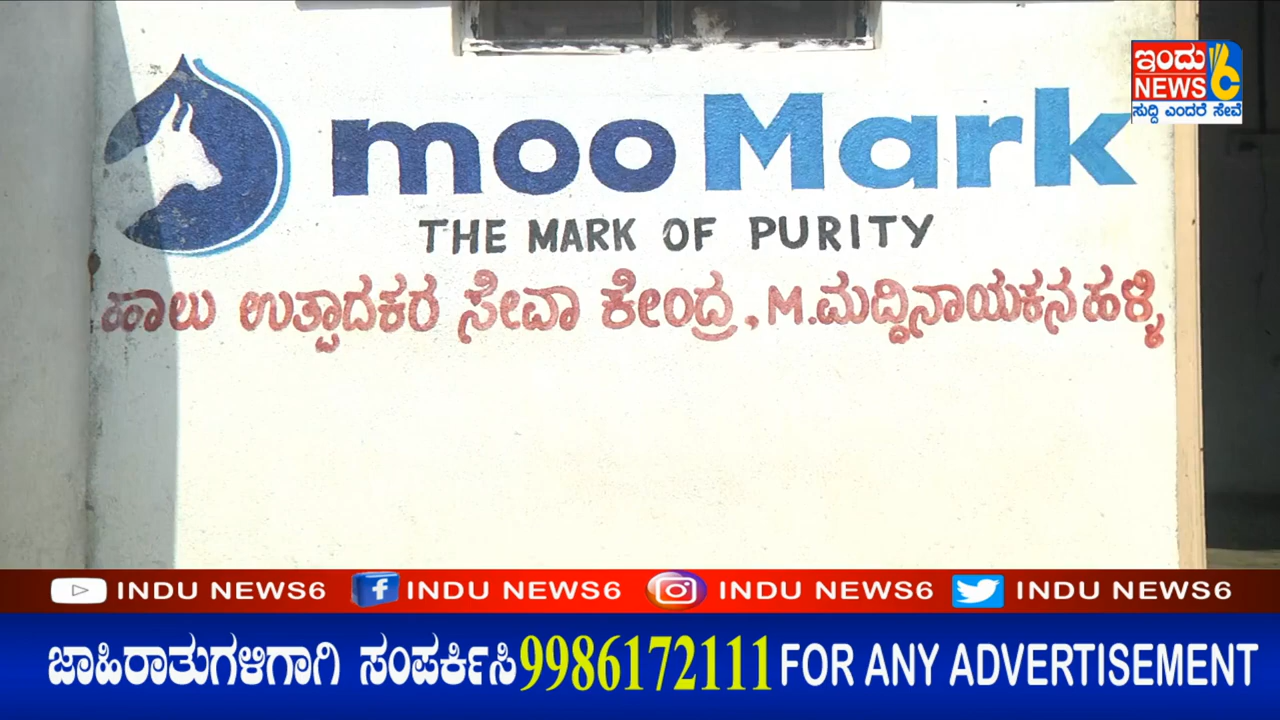 ಇಂದು
NEWS 6
ಸುದ್ದಿ ಎಂದರೆ ಸೇವೆ
mooMark
THE MARK OF PURITY
ಹಾಲು ಉತ್ಪಾದಕರ ಸೇವಾ ಕೇಂದ್ರ, M.ಮದ್ದಿನಾಯಕನಹಳ್ಳಿ
INDU NEWS6 INDU NEWS6 INDU NEWS6 INDU NEWS6
ಜಾಹಿರಾತುಗಳಿಗಾಗಿ ಸಂಪರ್ಕಿಸಿ 9986172111 FOR ANY ADVERTISEMENT